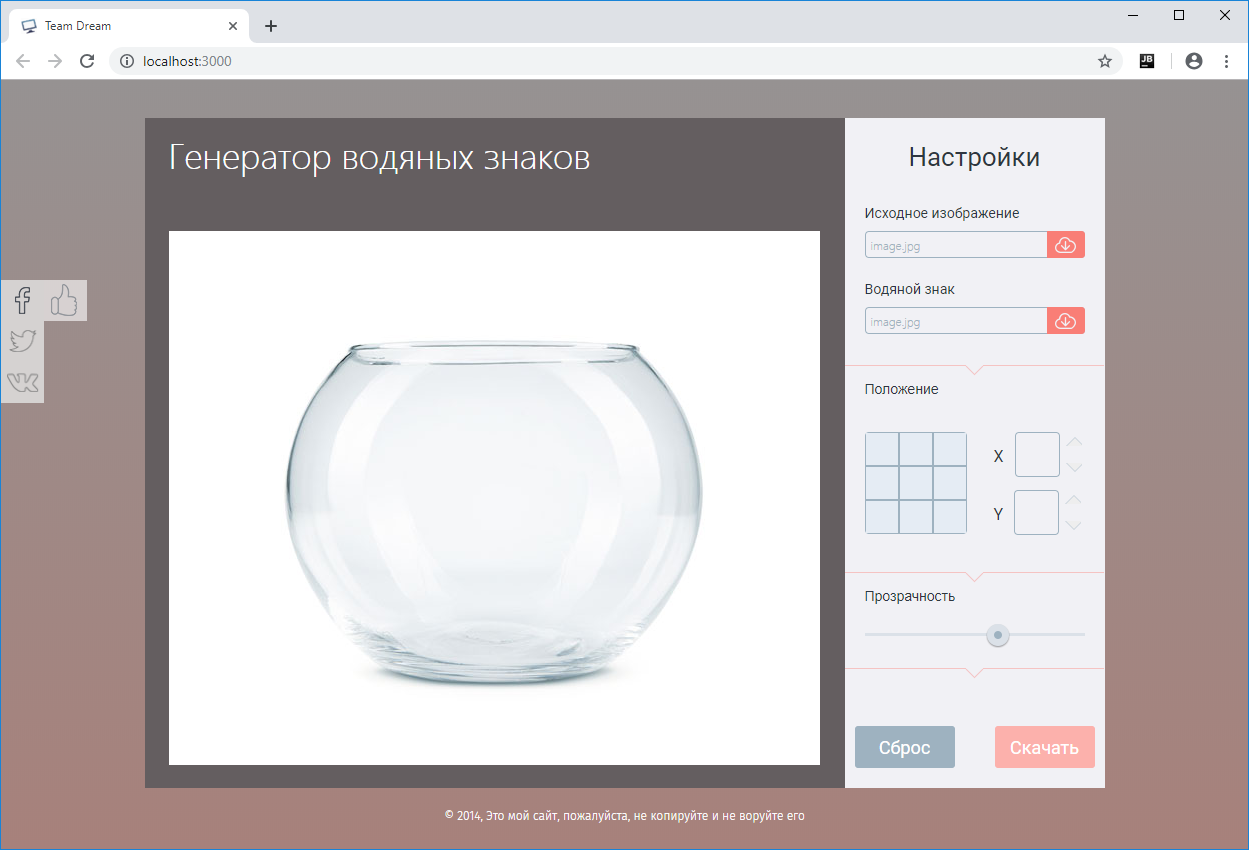 Team Dream
localhost:3000
JB
Генератор водяных знаков
Настройки
Исходное изображение
image.jpg
Водяной знак
image.jpg
Положение
X
Y
Прозрачность
Сброс
Скачать
© 2014, Это мой сайт, пожалуйста, не копируйте и не воруйте его